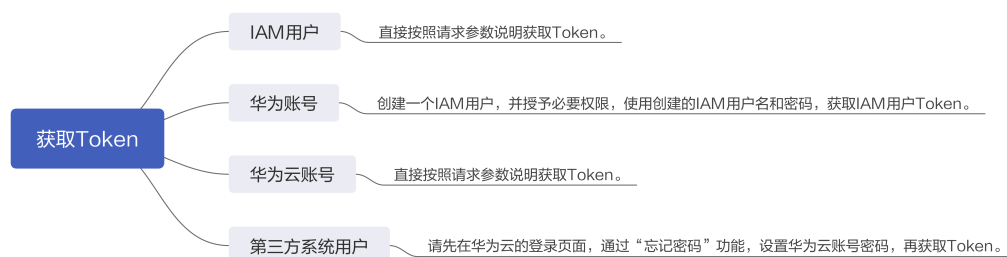 IAM用户
直接按照请求参数说明获取Token。
华为账号
创建一个IAM用户，并授予必要权限，使用创建的IAM用户名和密码，获取IAM用户Token。
获取Token
华为云账号
直接按照请求参数说明获取Token。
第三方系统用户
请先在华为云的登录页面，通过“忘记密码”功能，设置华为云账号密码，再获取Token。